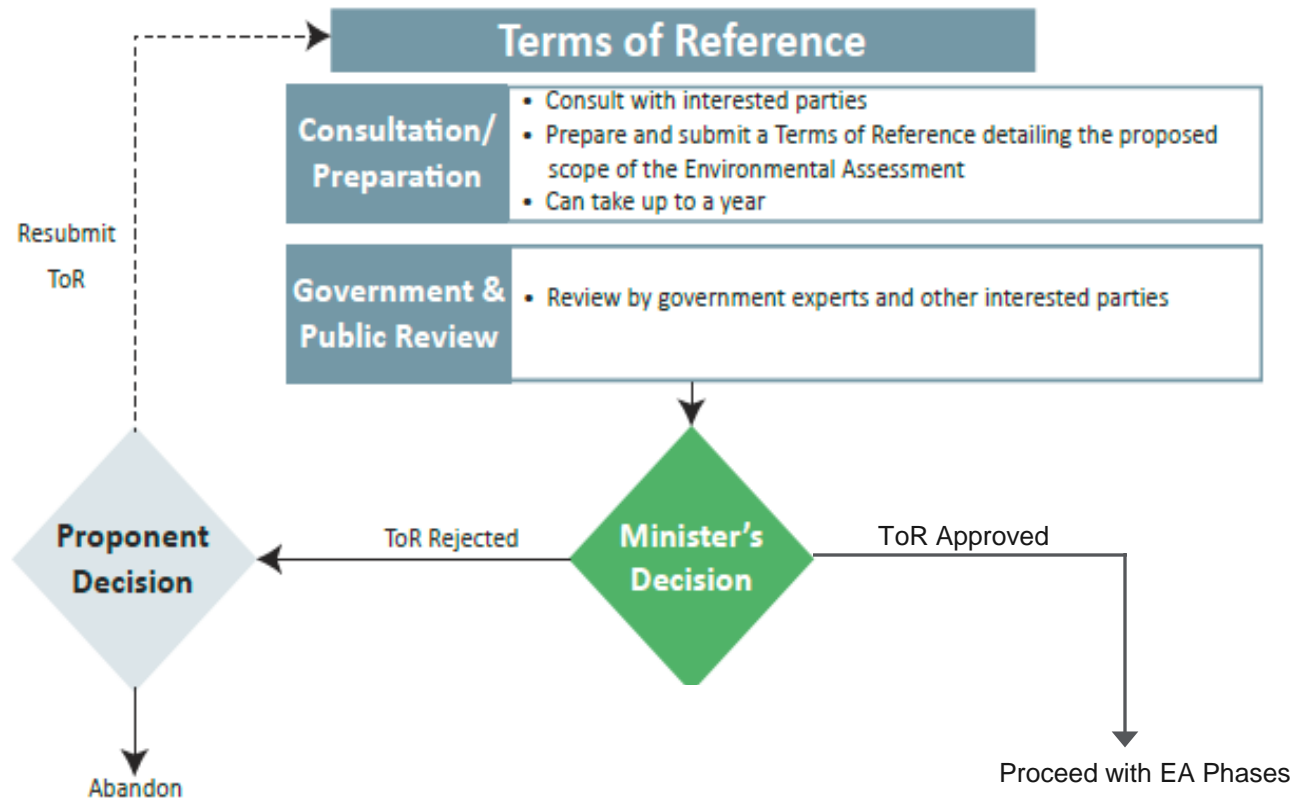 Terms of Reference
Consultation/
Preparation
• Consult with interested parties
• Prepare and submit a Terms of Reference detailing the proposed
scope of the Environmental Assessment
• Can take up to a year
Government &
Public Review
• Review by government experts and other interested parties
Resubmit
ToR
Proponent
Decision
ToR Rejected
Minister's
Decision
ToR Approved
Abandon
Proceed with EA Phases